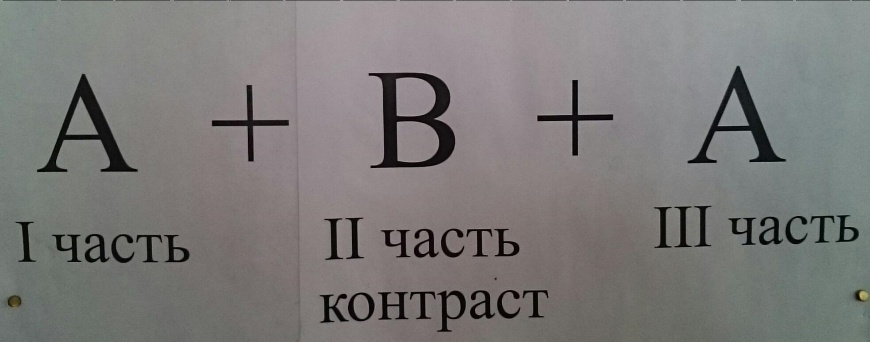 A + B + A
I часть II часть III часть
контраст